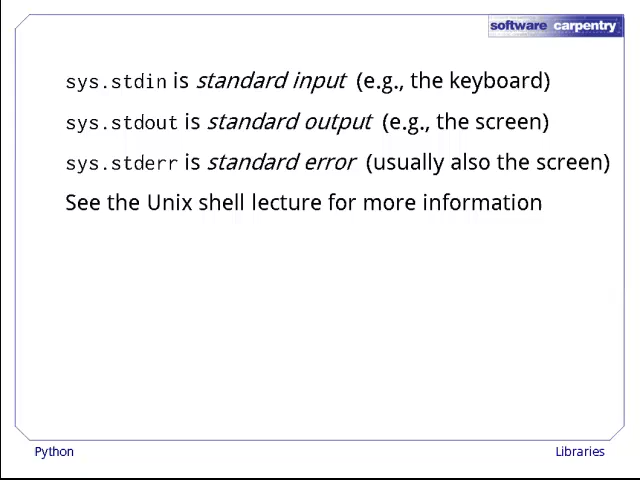 software carpentry
sys.stdin is standard input (e.g., the keyboard)
sys.stdout is standard output (e.g., the screen)
sys.stderr is standard error (usually also the screen)
See the Unix shell lecture for more information
Python
Libraries